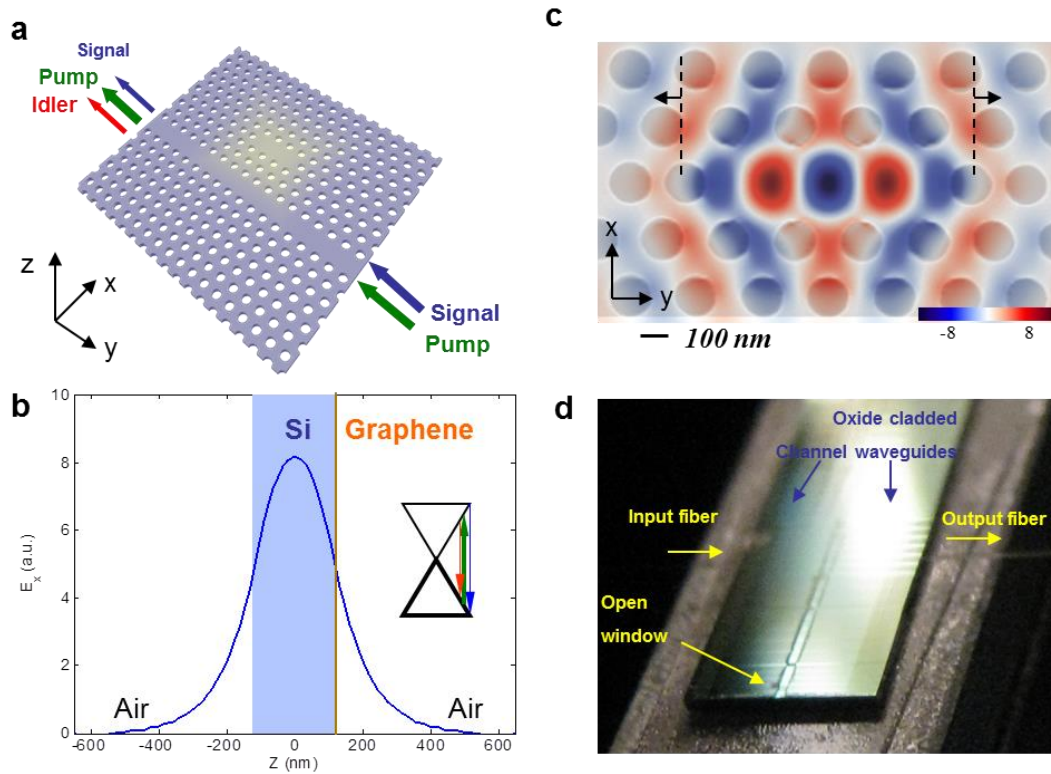 a
Signal
Pump
Idler
z
x
y
Signal
Pump
b
10
8
6
4
2
0
E_x (a.u.)
Si
Graphene
Air
Air
-600
-400
-200
0
200
400
600
Z (nm)
c
x
y
100 nm
-8
8
d
Oxide cladded
Channel waveguides
Input fiber
Output fiber
Open
window